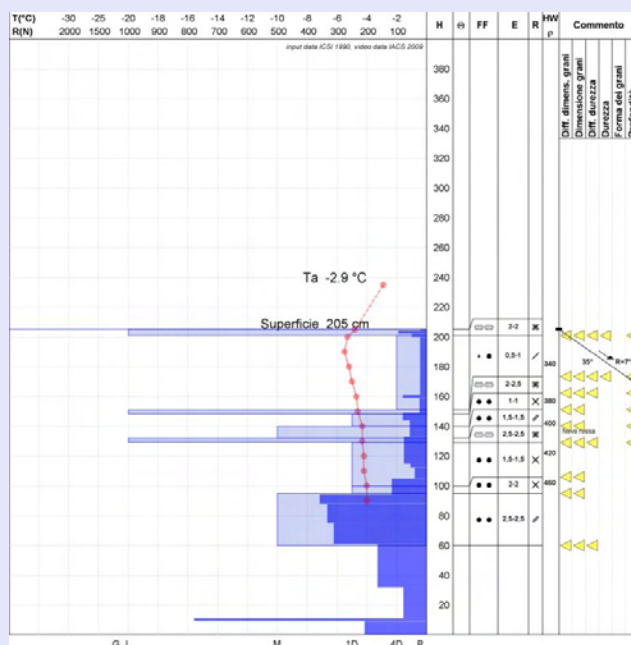 T(°C) -30 -28 -26 -24 -22 -20 -18 -16 -14 -12 -10 -8 -6 -4 -2 H FF E R HW Commento
R(N) 2000 1500 1000 900 800 700 600 500 400 300 200 100 ρ
input data ICSI 1990, video data IACS 2009
Diff. dimens. grani
Dimensione grani
Diff. durezza
Durezza
Forma dei grani
380
360
340
320
300
280
260
240
Ta -2.9 °C
220
Superficie 205 cm
2-2
200
0,5-1
340
35°
R=7°
180
2-2,5
160
1-1
380
1,5-1,5
400
140
2,5-2,5
Neve rossa
120
1,5-1,5
420
100
2-2
460
80
2,5-2,5
60
40
20
G I M 1D 4D P